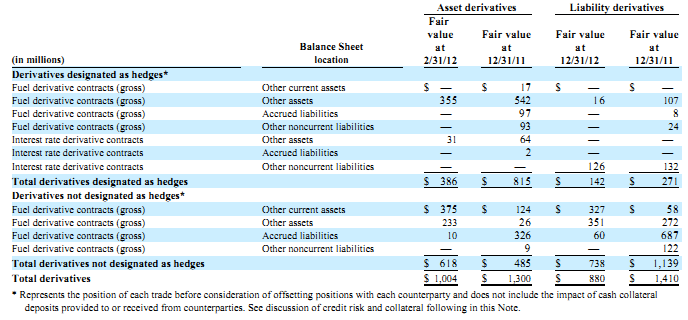 Asset derivatives Liability derivatives
Fair
value Fair value Fair value Fair value
Balance Sheet at at at at
(in millions) location 2/31/12 12/31/11 12/31/12 12/31/11
Derivatives designated as hedges*
Fuel derivative contracts (gross) Other current assets $ — $ 17 $ — $ —
Fuel derivative contracts (gross) Other assets 355 542 16 107
Fuel derivative contracts (gross) Accrued liabilities — 97 — 8
Fuel derivative contracts (gross) Other noncurrent liabilities — 93 — 24
Interest rate derivative contracts Other assets 31 64 — —
Interest rate derivative contracts Accrued liabilities — 2 — —
Interest rate derivative contracts Other noncurrent liabilities — — 126 132
Total derivatives designated as hedges $ 386 $ 815 $ 142 $ 271
Derivatives not designated as hedges*
Fuel derivative contracts (gross) Other current assets $ 375 $ 124 $ 327 $ 58
Fuel derivative contracts (gross) Other assets 233 26 351 272
Fuel derivative contracts (gross) Accrued liabilities 10 326 60 687
Fuel derivative contracts (gross) Other noncurrent liabilities — 9 — 122
Total derivatives not designated as hedges $ 618 $ 485 $ 738 $ 1,139
Total derivatives $ 1,004 $ 1,300 $ 880 $ 1,410
* Represents the position of each trade before consideration of offsetting positions with each counterparty and does not include the impact of cash collateral
deposits provided to or received from counterparties. See discussion of credit risk and collateral following in this Note.